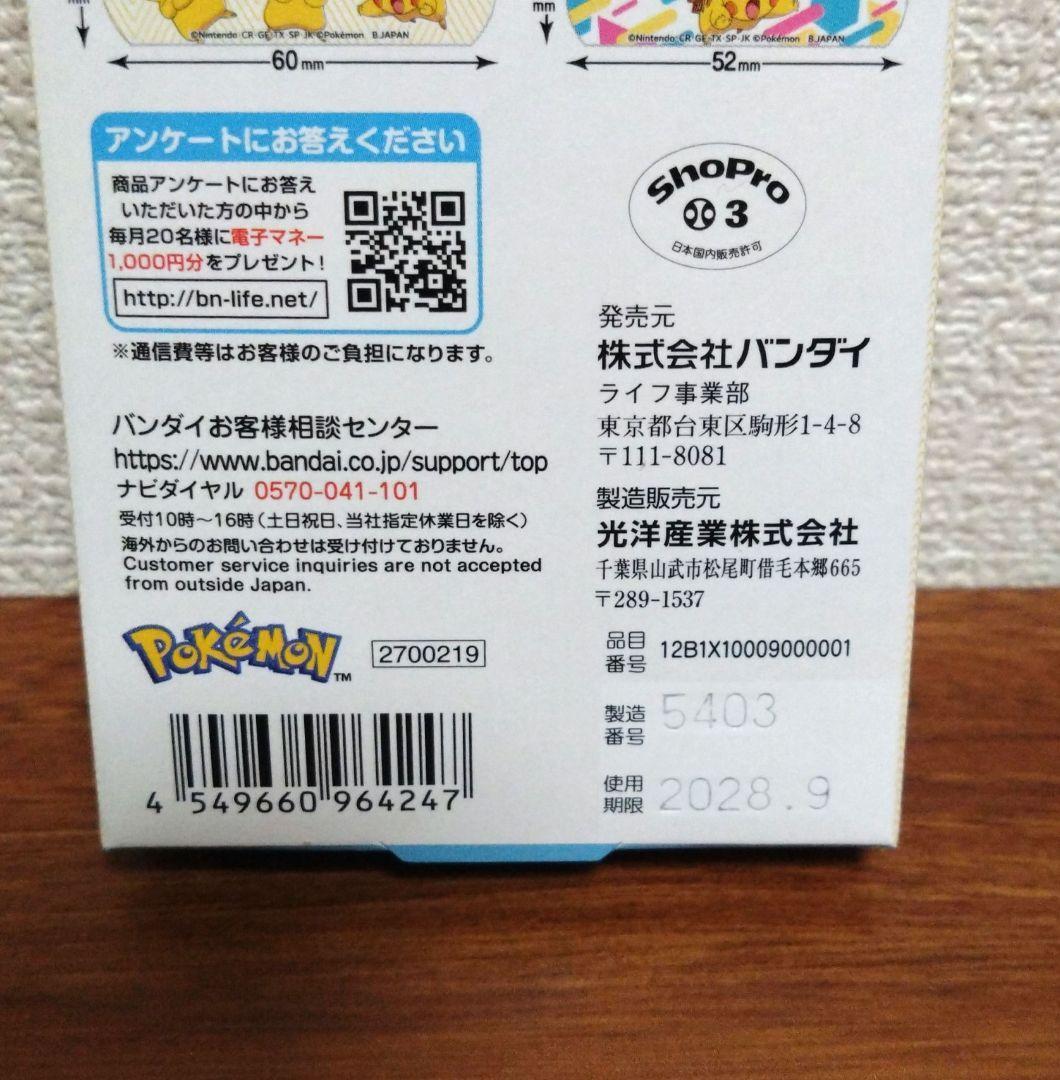 mm
©Nintendo・CR・GF・TX・SP・JK ©Pokémon B.JAPAN
60mm
mm
©Nintendo・CR・GF・TX・SP・JK ©Pokémon B.JAPAN
52mm
アンケートにお答えください
商品アンケートにお答え
いただいた方の中から
毎月20名様に電子マネー
1,000円分をプレゼント!
http://bn-life.net/
※通信費等はお客様のご負担になります。
バンダイお客様相談センター
https://www.bandai.co.jp/support/top
ナビダイヤル 0570-041-101
受付10時〜16時(土日祝日、当社指定休業日を除く)
海外からのお問い合わせは受け付けておりません。
Customer service inquiries are not accepted
from outside Japan.
POKéMON TM
2700219
4 549660 964247
ShoPro
3
日本国内販売許可
発売元
株式会社バンダイ
ライフ事業部
東京都台東区駒形1-4-8
〒111-8081
製造販売元
光洋産業株式会社
千葉県山武市松尾町借毛本郷665
〒289-1537
品目番号 12B1X10009000001
製造番号 5403
使用期限 2028.9